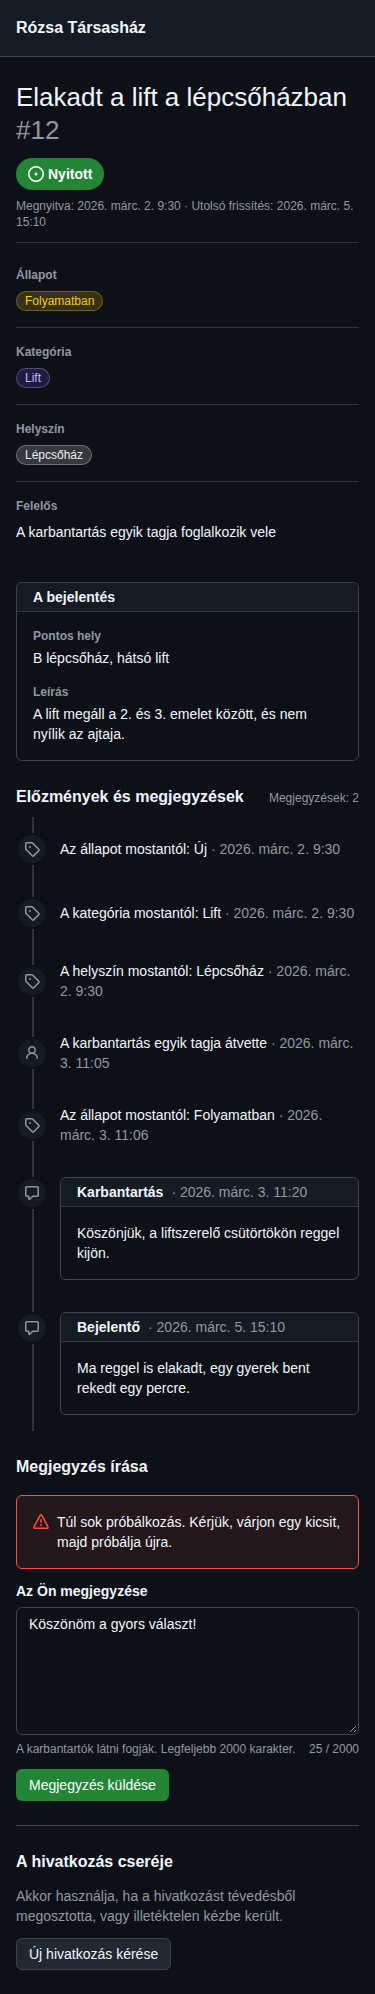 Rózsa Társasház
Elakadt a lift a lépcsőházban
#12
Nyitott
Megnyitva: 2026. márc. 2. 9:30 · Utolsó frissítés: 2026. márc. 5.
15:10
Állapot
Folyamatban
Kategória
Lift
Helyszín
Lépcsőház
Felelős
A karbantartás egyik tagja foglalkozik vele
A bejelentés
Pontos hely
B lépcsőház, hátsó lift
Leírás
A lift megáll a 2. és 3. emelet között, és nem
nyílik az ajtaja.
Előzmények és megjegyzések
Megjegyzések: 2
Az állapot mostantól: Új · 2026. márc. 2. 9:30
A kategória mostantól: Lift · 2026. márc. 2. 9:30
A helyszín mostantól: Lépcsőház · 2026. márc.
2. 9:30
A karbantartás egyik tagja átvette · 2026. márc.
3. 11:05
Az állapot mostantól: Folyamatban · 2026.
márc. 3. 11:06
Karbantartás · 2026. márc. 3. 11:20
Köszönjük, a liftszerelő csütörtökön reggel
kijön.
Bejelentő · 2026. márc. 5. 15:10
Ma reggel is elakadt, egy gyerek bent
rekedt egy percre.
Megjegyzés írása
Túl sok próbálkozás. Kérjük, várjon egy kicsit,
majd próbálja újra.
Az Ön megjegyzése
Köszönöm a gyors választ!
A karbantartók látni fogják. Legfeljebb 2000 karakter.
25 / 2000
Megjegyzés küldése
A hivatkozás cseréje
Akkor használja, ha a hivatkozást tévedésből
megosztotta, vagy illetéktelen kézbe került.
Új hivatkozás kérése